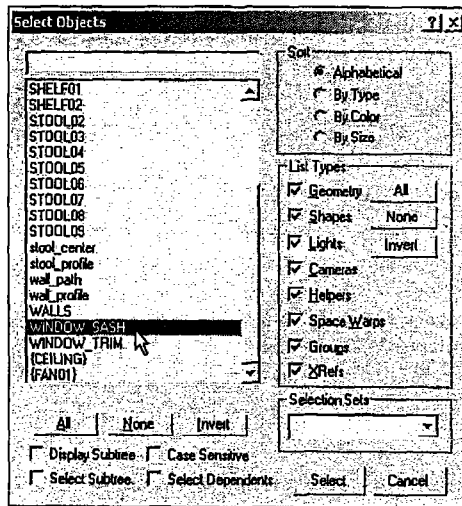 Select Objects
? X
SHELF01
SHELF02
STOOL02
STOOL03
STOOL04
STOOL05
STOOL06
STOOL07
STOOL08
STOOL09
stool_center
stool_profile
wall_path
wall_profile
WALLS
WINDOW_SASH
WINDOW_TRIM
{CEILING}
{FAN01}
All None Invert
Display Subtree Case Sensitive
Select Subtree Select Dependents
Sort
Alphabetical
By Type
By Color
By Size
List Types
Geometry All
Shapes None
Lights Invert
Cameras
Helpers
Space Warps
Groups
XRefs
Selection Sets
Select Cancel